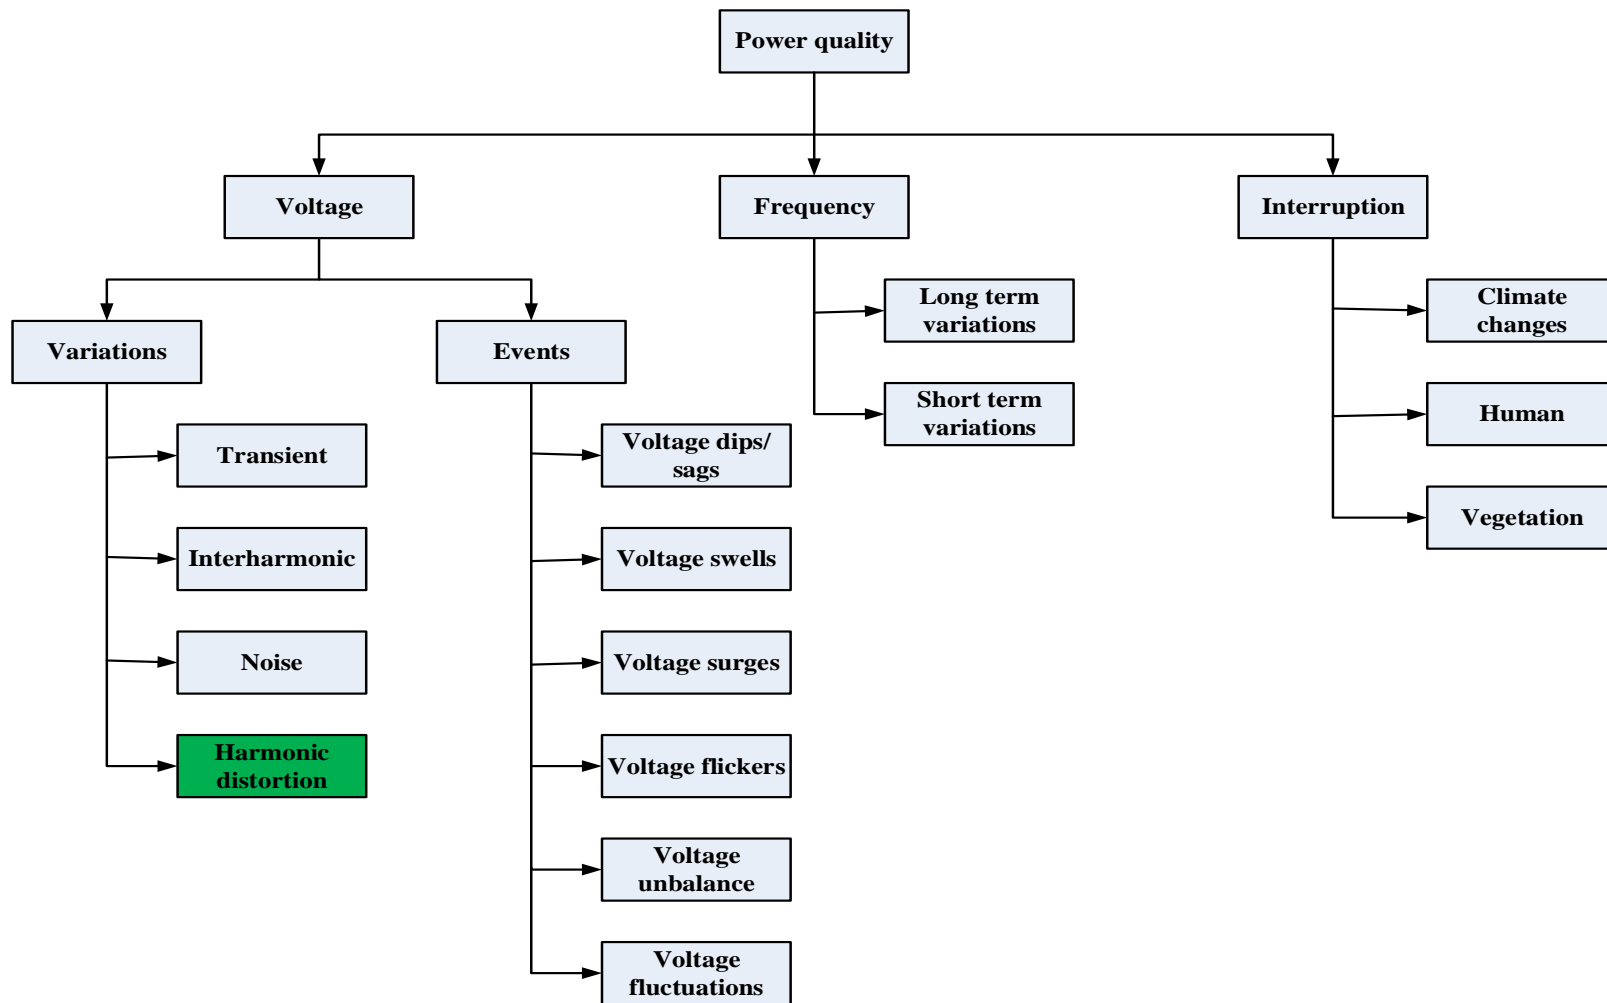 Power quality
Voltage
Frequency
Interruption
Variations
Transient
Interharmonic
Noise
Harmonic
distortion
Events
Voltage dips/
sags
Voltage swells
Voltage surges
Voltage flickers
Voltage
unbalance
Voltage
fluctuations
Long term
variations
Short term
variations
Climate
changes
Human
Vegetation